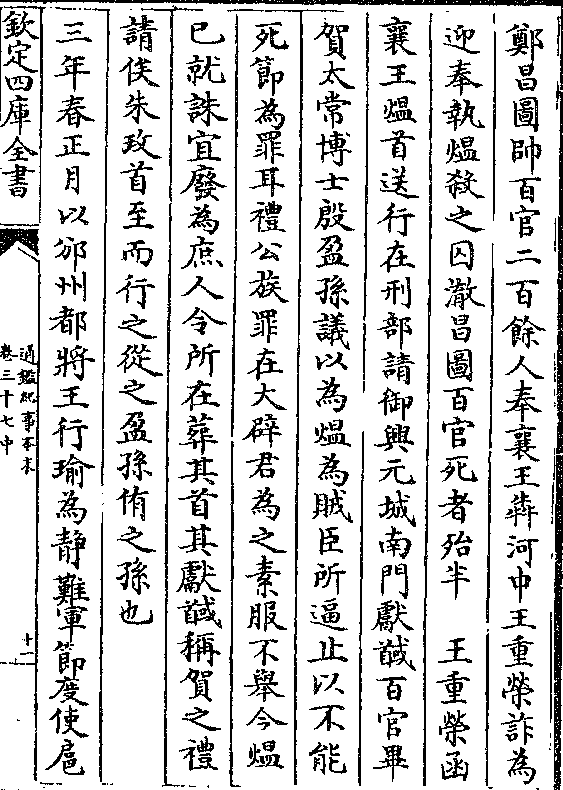 鄭昌圖帥百官二百餘人奉襄王犇河中王重榮詐為
迎奉執熅殺之囚澈昌圖百官死者殆半　王重榮函
襄王熅首送行在刑部請御興元城南門獻馘百官畢
賀太常博士殷盈孫議以為熅為賊臣所逼止以不能
死節為罪耳禮公族罪在大辟君為之素服不舉今熅
已就誅宜廢為庶人令所在葬其首其獻馘稱賀之禮
請俟朱玫首至而行之從之盈孫侑之孫也
三年春正月以邠州都將王行瑜為静難軍節度使扈
欽定四庫全書
通鑑紀事本末
卷三十七中
十一